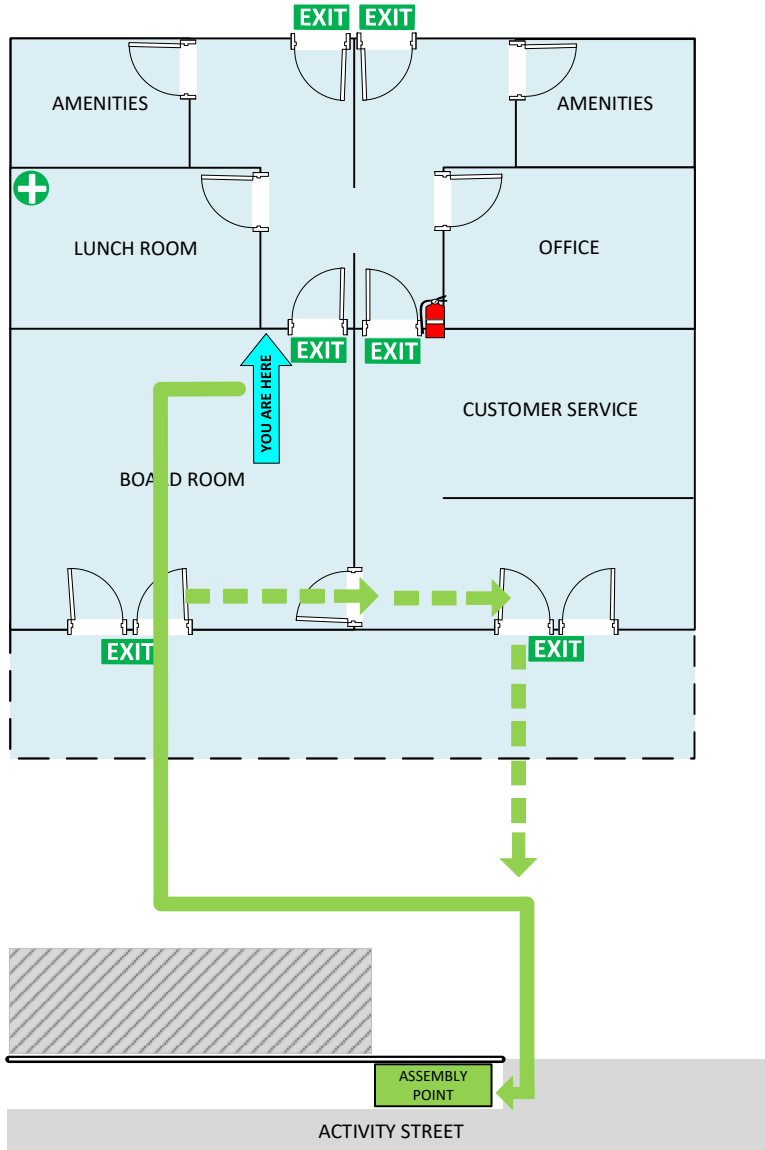 EXIT
EXIT
AMENITIES
AMENITIES
LUNCH ROOM
OFFICE
EXIT
EXIT
YOU ARE HERE
CUSTOMER SERVICE
BOARD ROOM
EXIT
EXIT
ASSEMBLY
POINT
ACTIVITY STREET